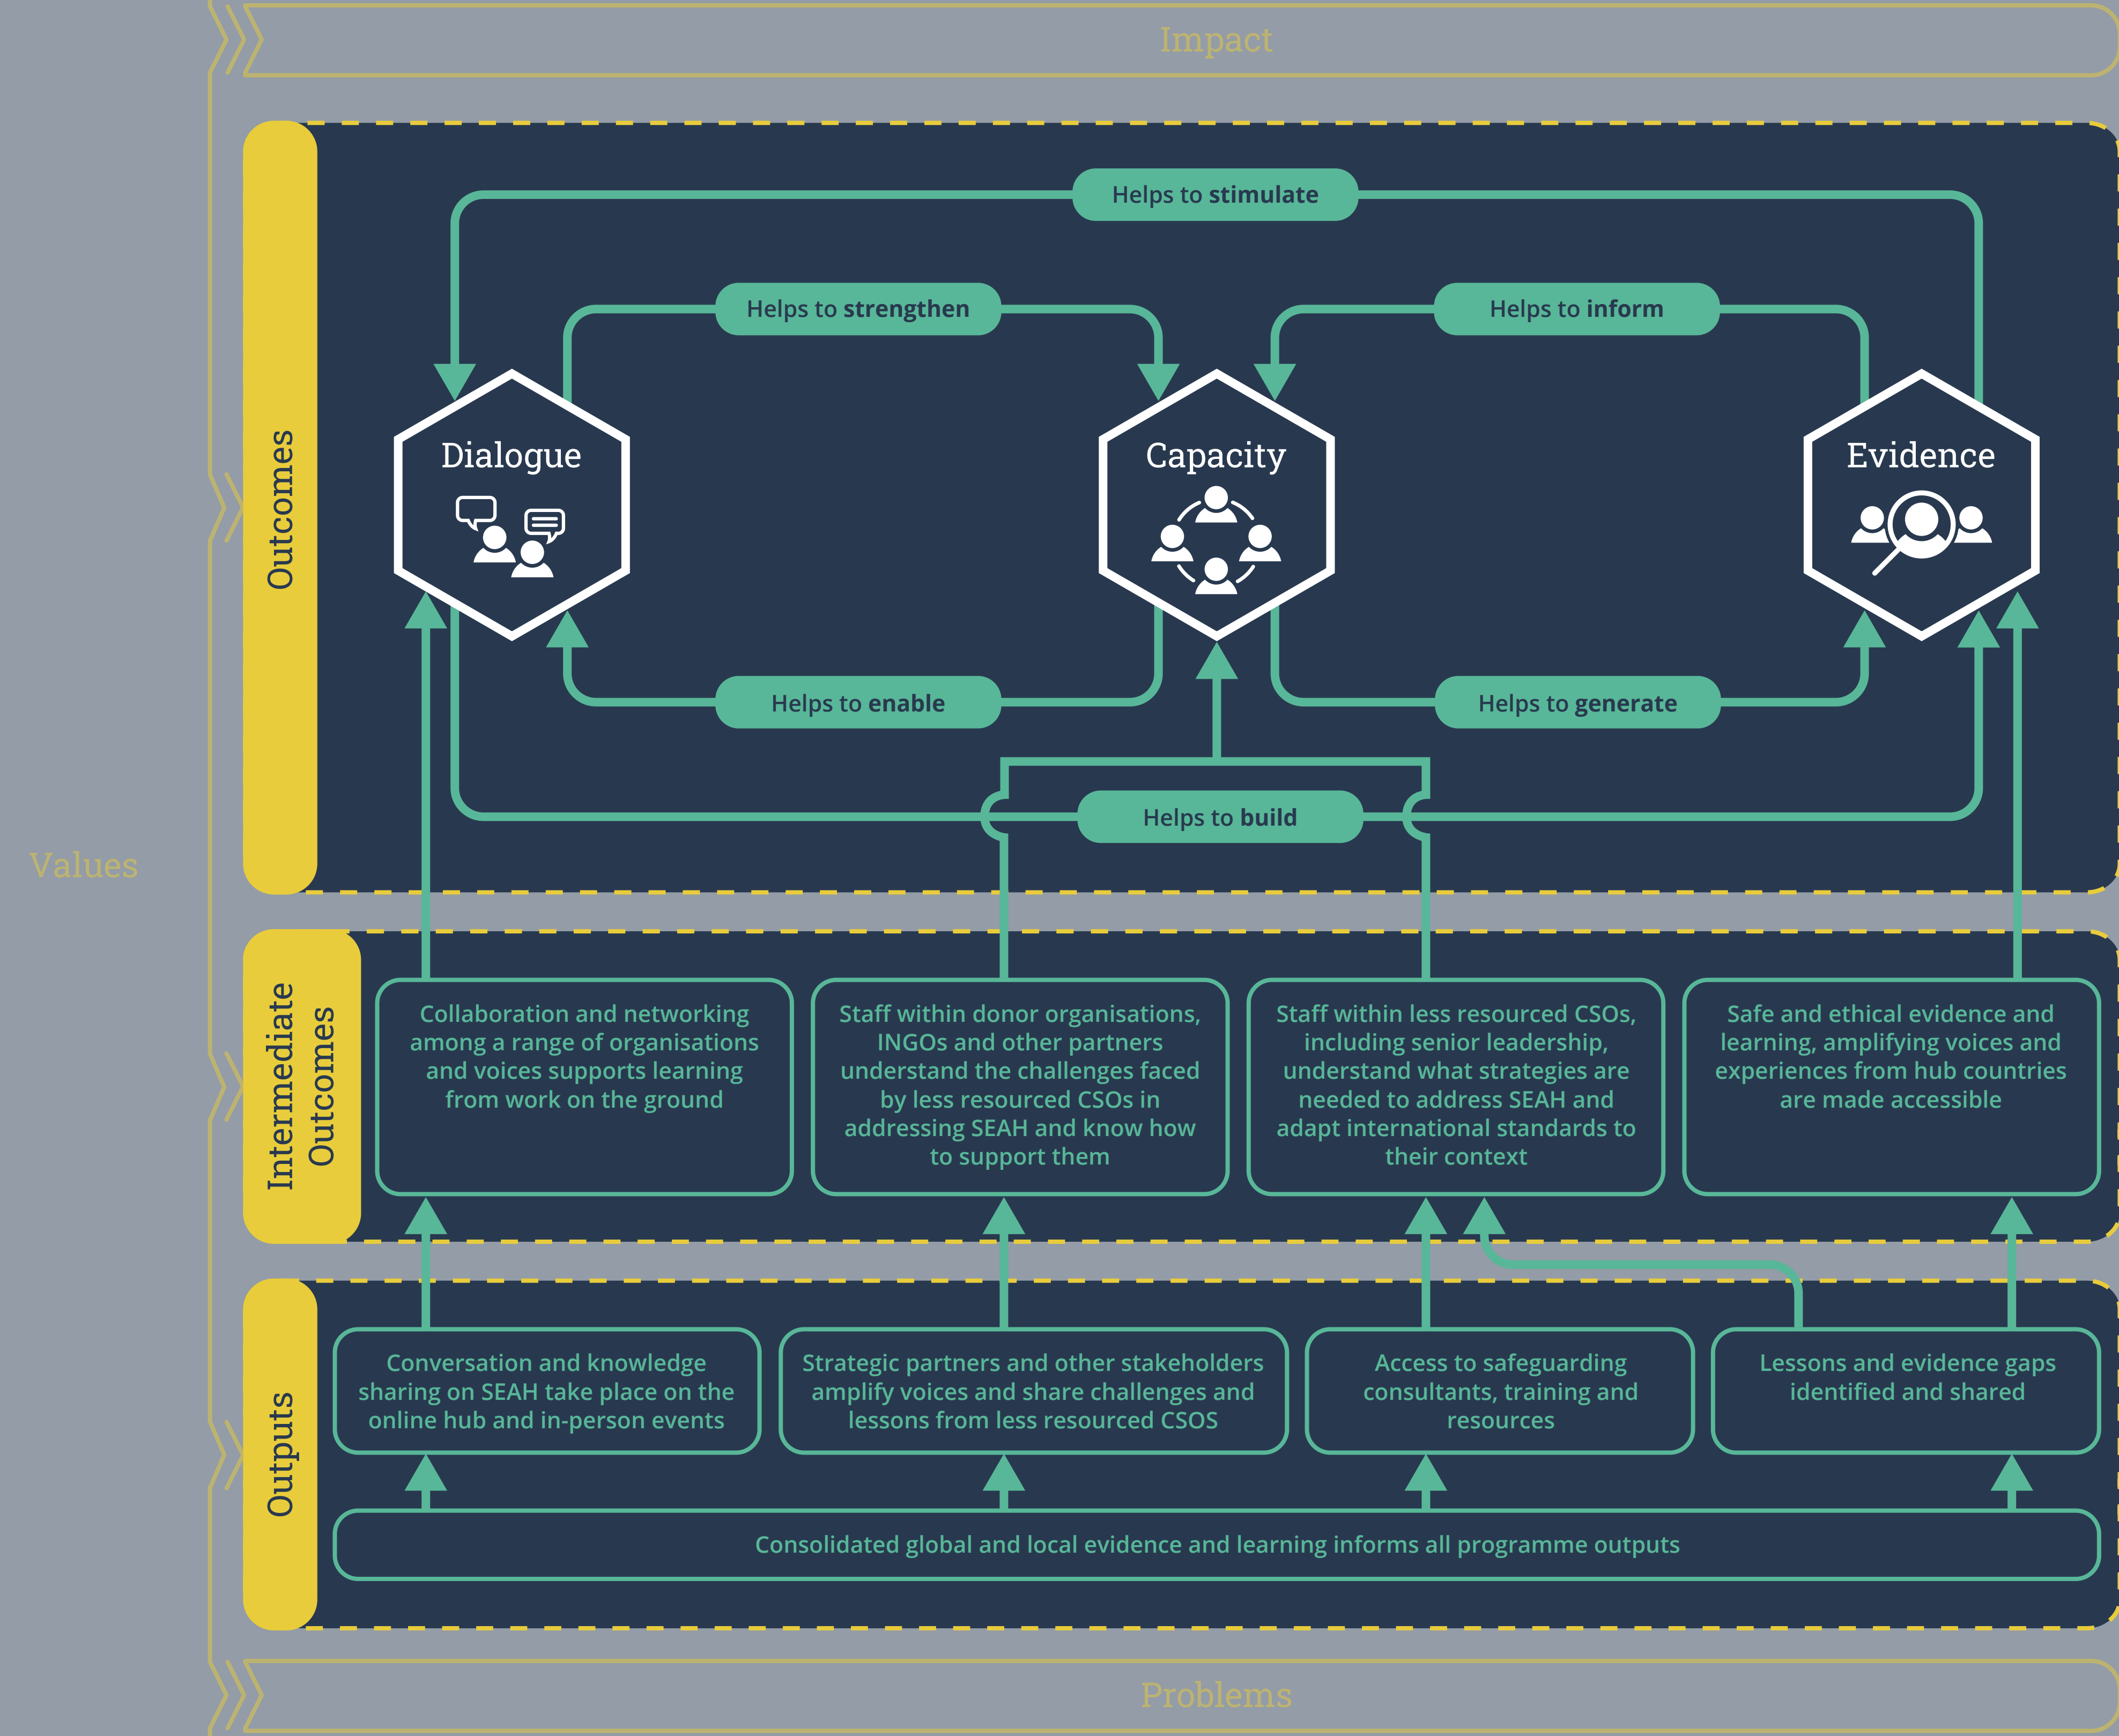 Impact
Values
Outcomes
Helps to stimulate
Helps to strengthen
Helps to inform
Dialogue
Capacity
Evidence
Helps to enable
Helps to generate
Helps to build
Intermediate
Outcomes
Collaboration and networking
among a range of organisations
and voices supports learning
from work on the ground
Staff within donor organisations,
INGOs and other partners
understand the challenges faced
by less resourced CSOs in
addressing SEAH and know how
to support them
Staff within less resourced CSOs,
including senior leadership,
understand what strategies are
needed to address SEAH and
adapt international standards to
their context
Safe and ethical evidence and
learning, amplifying voices and
experiences from hub countries
are made accessible
Outputs
Conversation and knowledge
sharing on SEAH take place on the
online hub and in-person events
Strategic partners and other stakeholders
amplify voices and share challenges and
lessons from less resourced CSOS
Access to safeguarding
consultants, training and
resources
Lessons and evidence gaps
identified and shared
Consolidated global and local evidence and learning informs all programme outputs
Problems